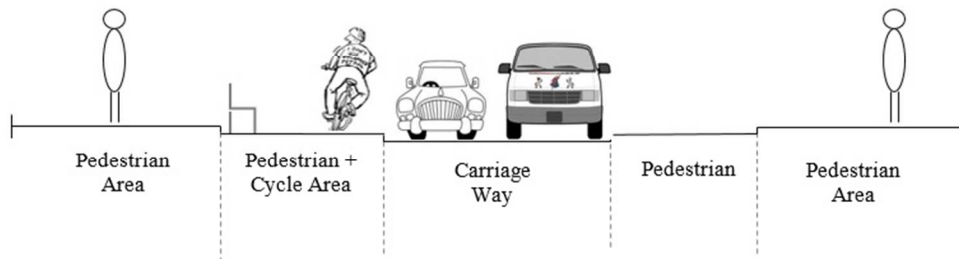 Pedestrian
Area
Pedestrian +
Cycle Area
Carriage
Way
Pedestrian
Pedestrian
Area